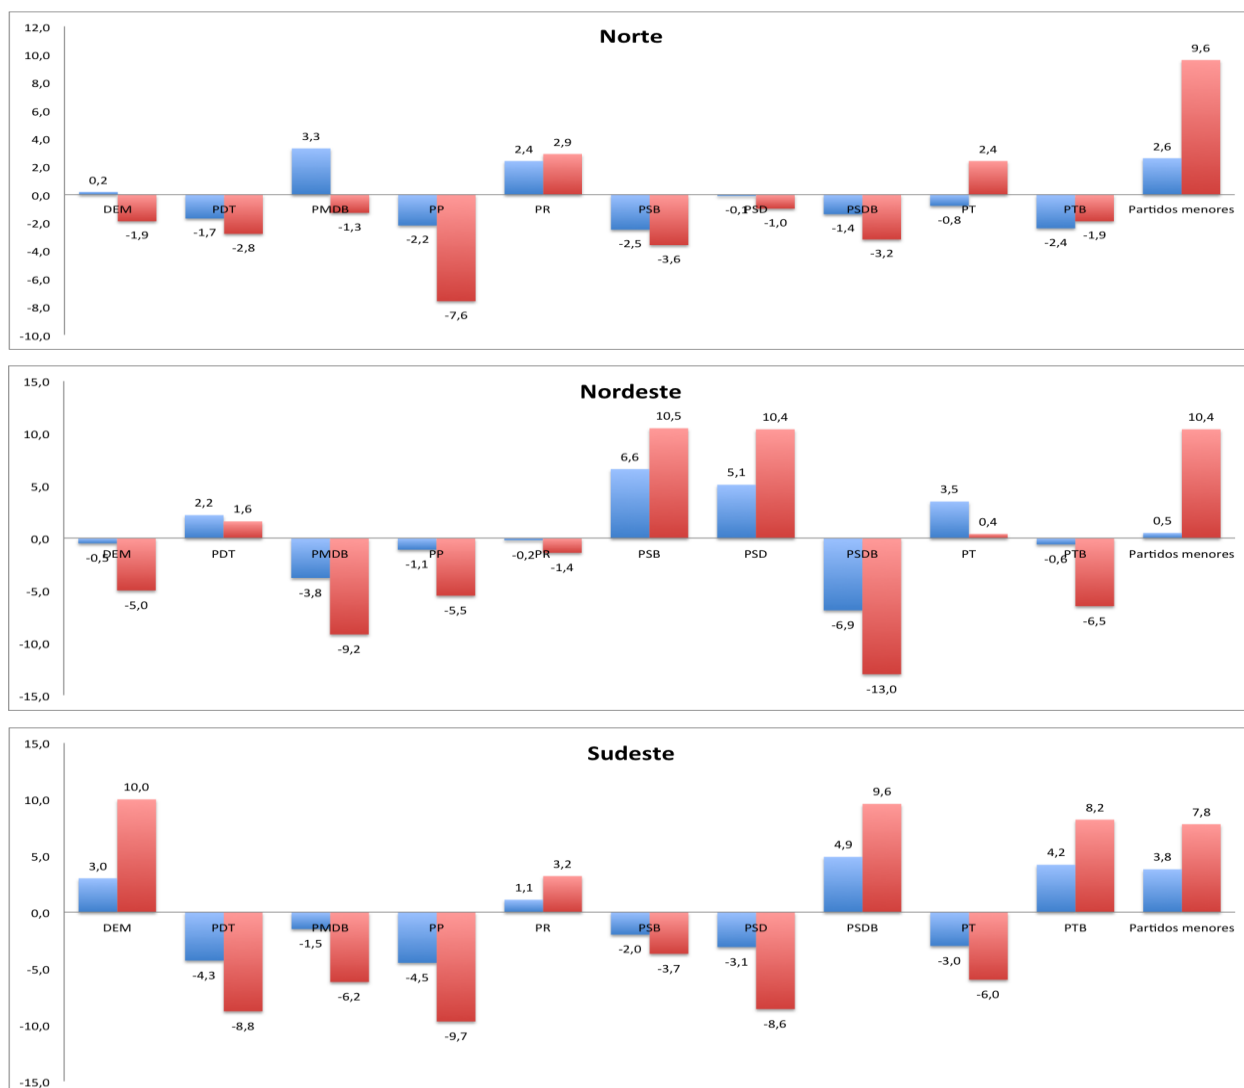 Norte
12,0
10,0
8,0
6,0
4,0
2,0
0,0
-2,0
-4,0
-6,0
-8,0
-10,0
0,2 -1,9 -1,7 -2,8 3,3 -1,3 -2,2 -7,6 2,4 2,9 -2,5 -3,6 -0,1 -1,0 -1,4 -3,2 -0,8 2,4 -2,4 -1,9 2,6 9,6
DEM PDT PMDB PP PR PSB PSD PSDB PT PTB Partidos menores
Nordeste
15,0
10,0
5,0
0,0
-5,0
-10,0
-15,0
-0,5 -5,0 2,2 1,6 -3,8 -9,2 -1,1 -5,5 -0,2 -1,4 6,6 10,5 5,1 10,4 -6,9 -13,0 3,5 0,4 -0,6 -6,5 0,5 10,4
DEM PDT PMDB PP PR PSB PSD PSDB PT PTB Partidos menores
Sudeste
15,0
10,0
5,0
0,0
-5,0
-10,0
-15,0
3,0 10,0 -4,3 -8,8 -1,5 -6,2 -4,5 -9,7 1,1 3,2 -2,0 -3,7 -3,1 -8,6 4,9 9,6 -3,0 -6,0 4,2 8,2 3,8 7,8
DEM PDT PMDB PP PR PSB PSD PSDB PT PTB Partidos menores